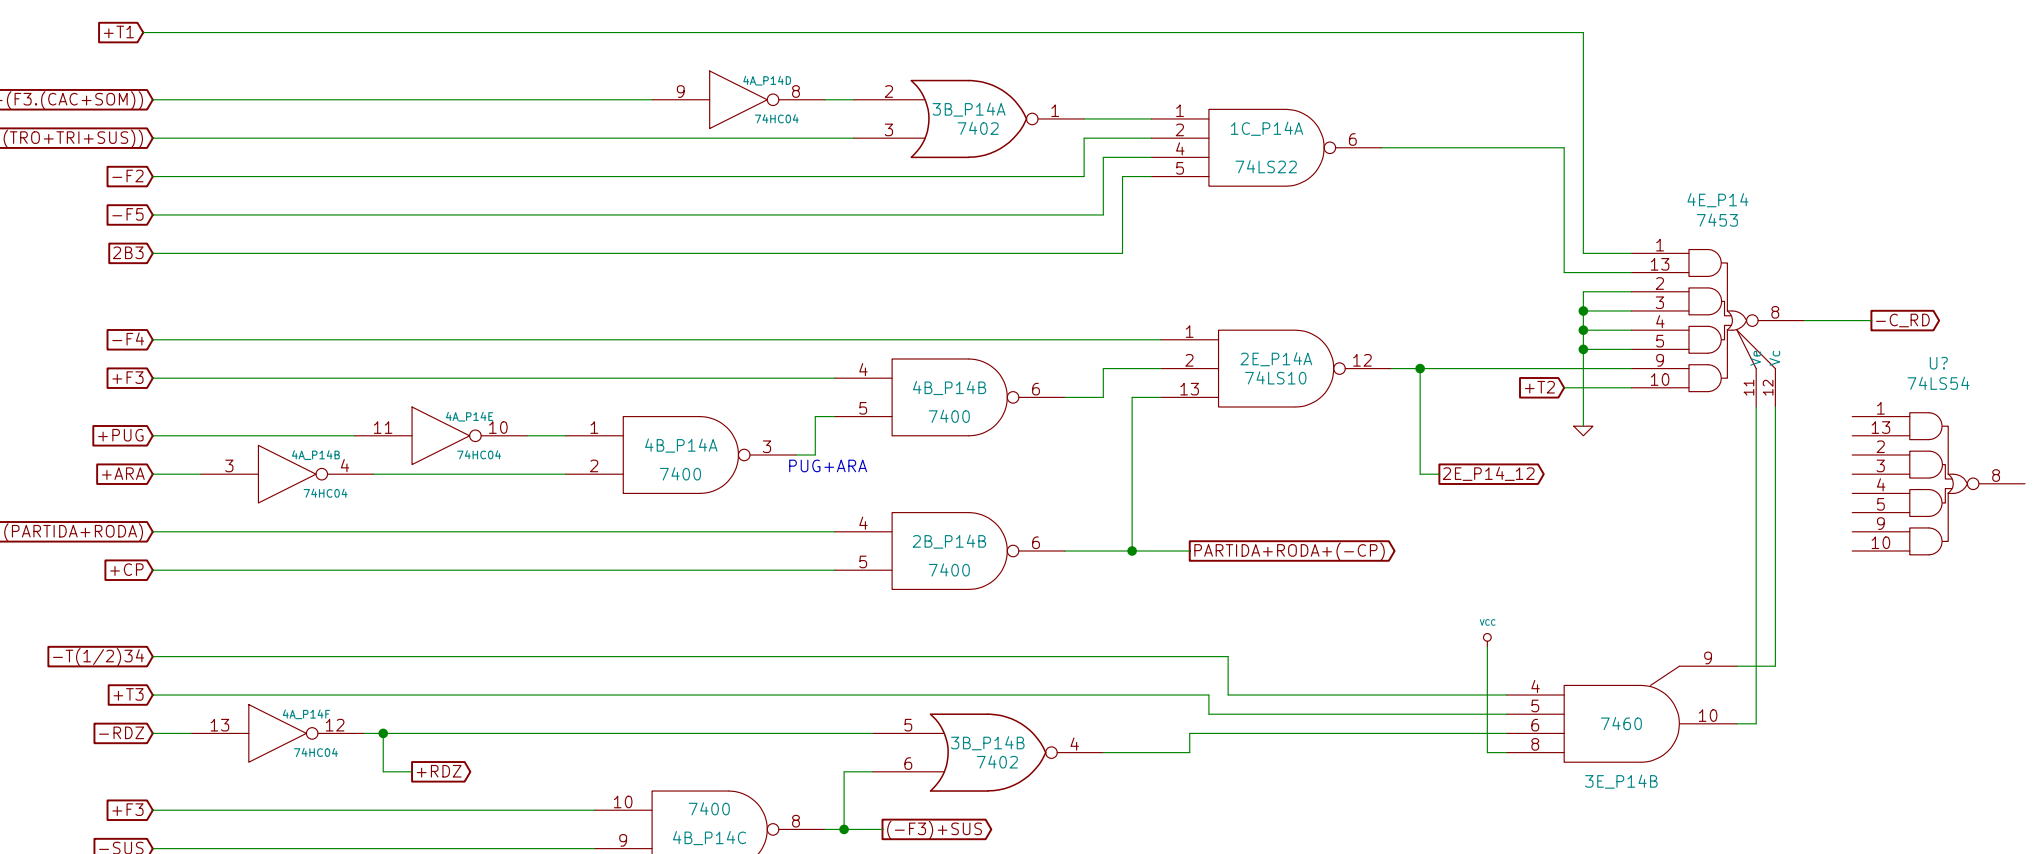 +T1
-(F3.(CAC+SOM))
9
4A_P14D
8
74HC04
2
3
3B_P14A
7402
1
(TRO+TRI+SUS))
1
2
4
5
1C_P14A
74LS22
6
-F2
-F5
2B3
4E_P14
7453
1
13
2
3
4
5
9
10
8
-C_RD
Ve
Vc
11
12
+T2
-F4
1
2
13
2E_P14A
74LS10
12
2E_P14_12
+F3
4
5
4B_P14B
7400
6
+PUG
11
4A_P14E
10
74HC04
+ARA
3
4A_P14B
4
74HC04
1
2
4B_P14A
7400
3
PUG+ARA
U?
74LS54
1
13
2
3
4
5
9
10
8
(PARTIDA+RODA)
4
5
2B_P14B
7400
6
PARTIDA+RODA+(-CP)
+CP
VCC
-T(1/2)34
+T3
4
5
6
8
7460
9
10
3E_P14B
-RDZ
13
4A_P14F
12
74HC04
+RDZ
5
6
3B_P14B
7402
4
+F3
-SUS
10
9
7400
4B_P14C
8
(-F3)+SUS